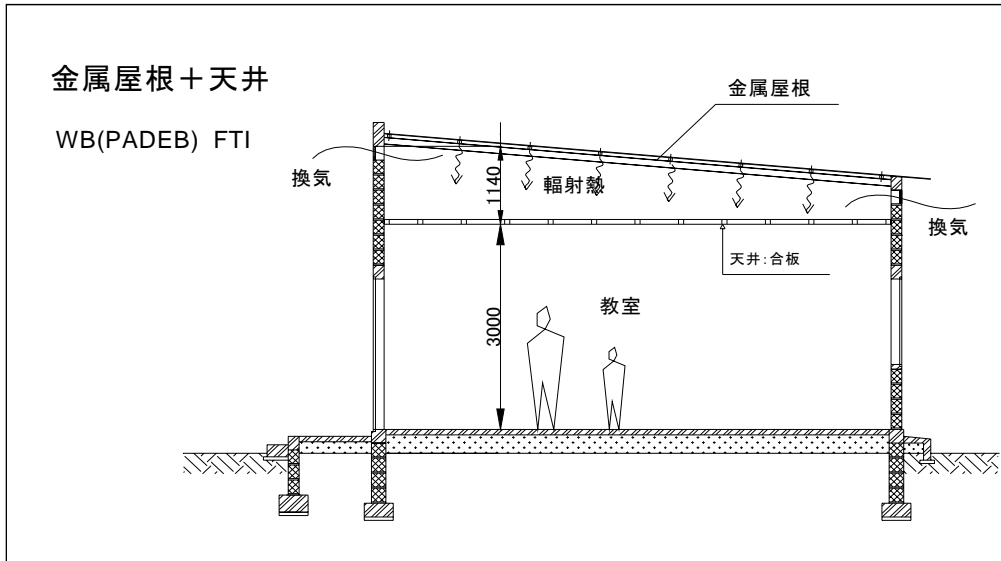 金属屋根＋天井
WB(PADEB) FTI
金属屋根
換気
1140
輻射熱
換気
天井:合板
教室
3000